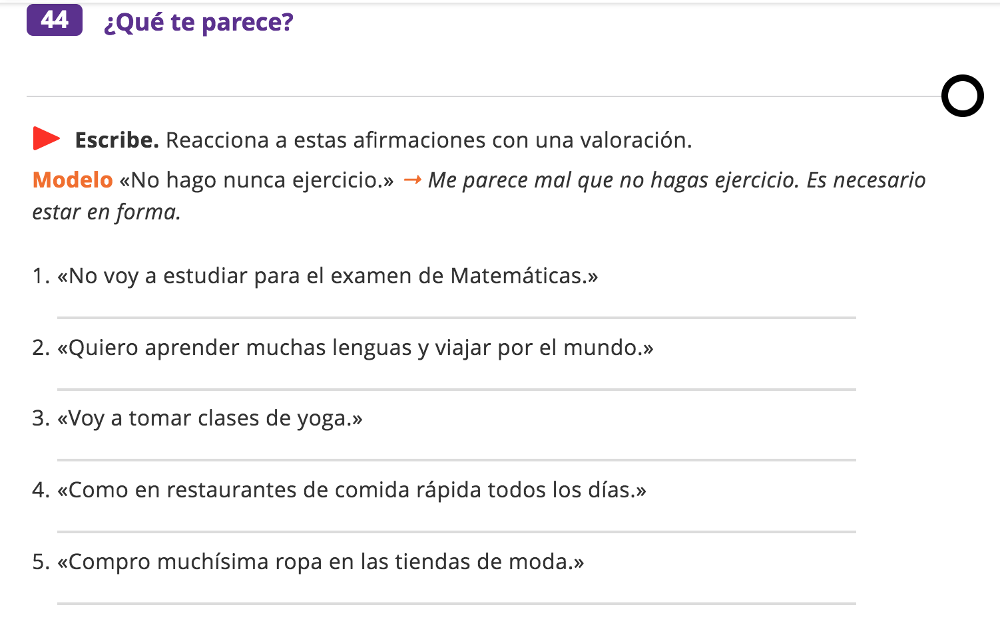 44 ¿Qué te parece?
Escribe. Reacciona a estas afirmaciones con una valoración.
Modelo «No hago nunca ejercicio.» → Me parece mal que no hagas ejercicio. Es necesario
estar en forma.
1. «No voy a estudiar para el examen de Matemáticas.»
2. «Quiero aprender muchas lenguas y viajar por el mundo.»
3. «Voy a tomar clases de yoga.»
4. «Como en restaurantes de comida rápida todos los días.»
5. «Compro muchísima ropa en las tiendas de moda.»